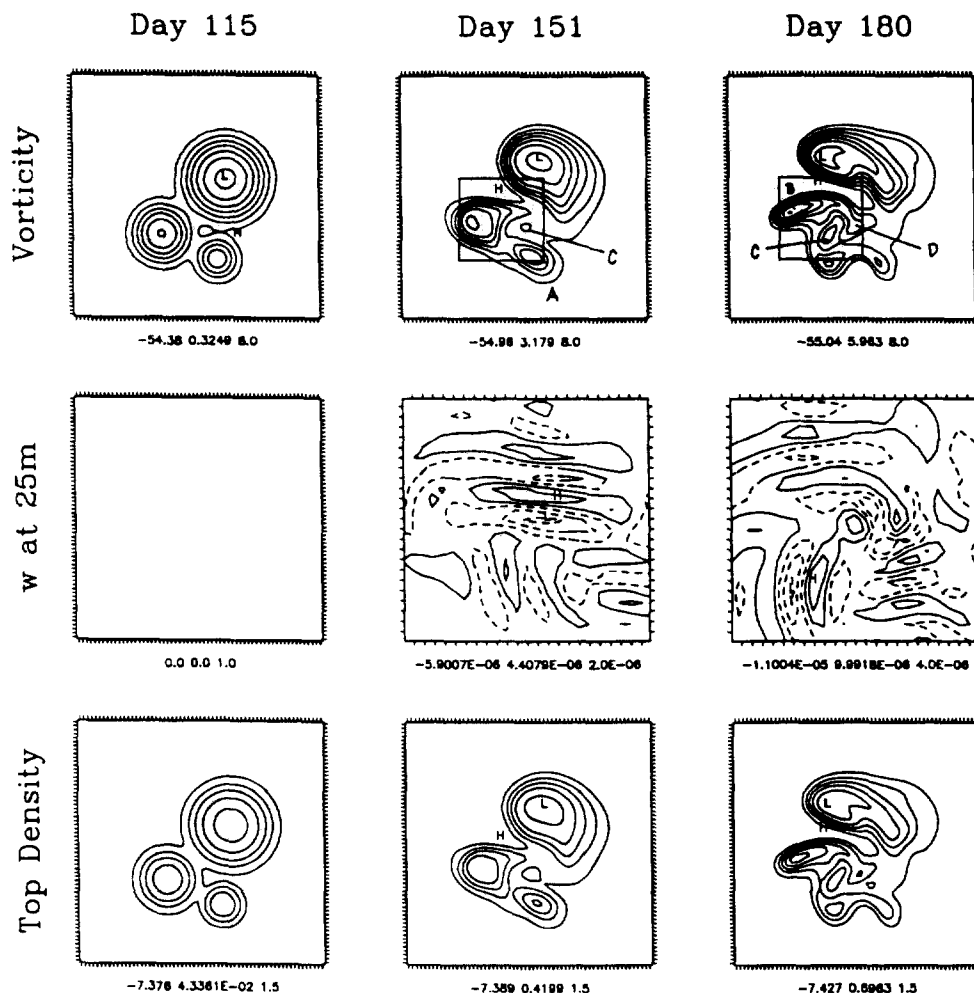 Day 115
Day 151
Day 180
Vorticity
L
H
L
H
C
A
L
H
B
C
D
-54.38 0.3249 8.0
-54.96 3.179 8.0
-55.04 5.963 8.0
w at 25m
H
L
0.0 0.0 1.0
-5.9007E-06 4.4079E-06 2.0E-06
-1.1004E-05 9.9918E-06 4.0E-06
Top Density
L
H
L
H
-7.376 4.3361E-02 1.5
-7.389 0.4199 1.5
-7.427 0.6963 1.5